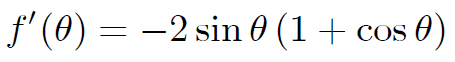 f′(θ) = −2 sin θ (1 + cos θ)